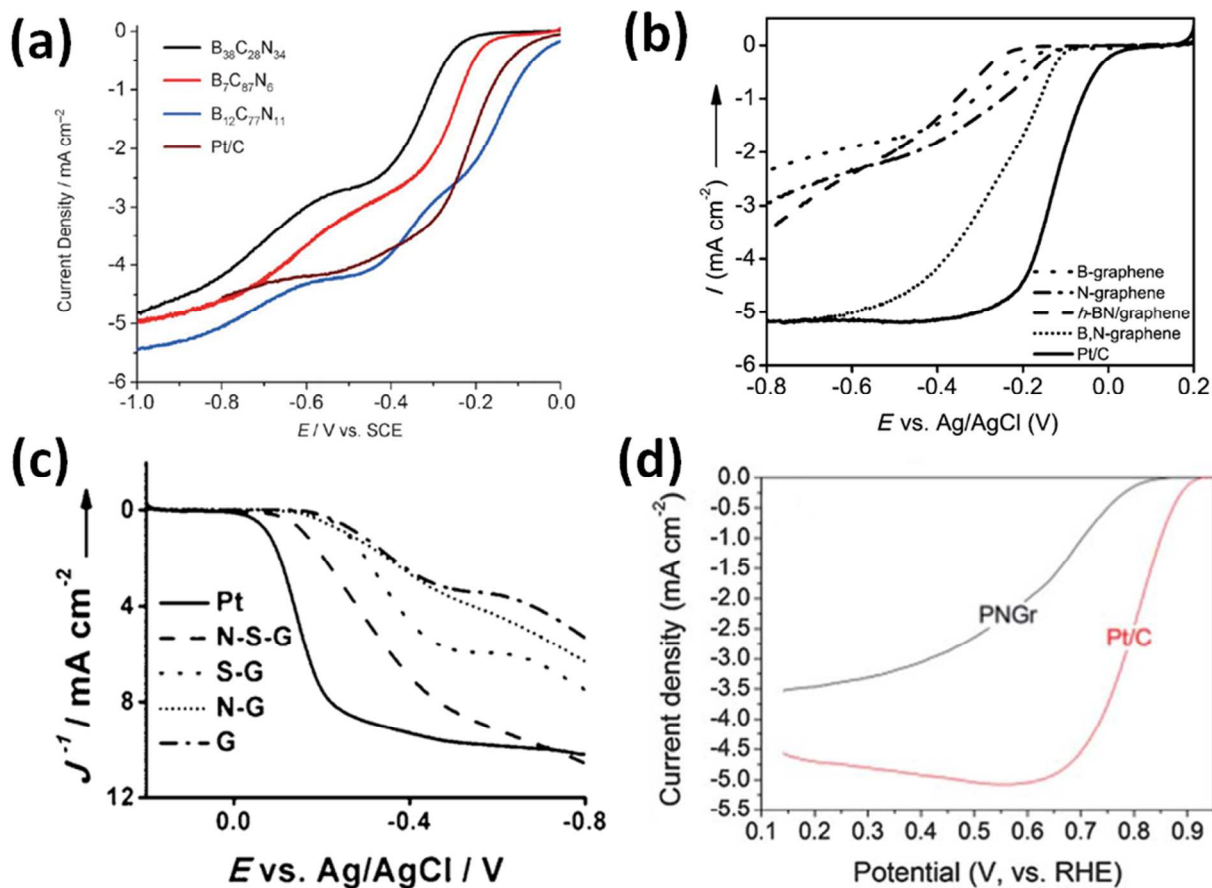 (a)
B₃₈C₂₈N₃₄
B₇C₈₇N₆
B₁₂C₇₇N₁₁
Pt/C
Current Density / mA cm⁻²
0
-1
-2
-3
-4
-5
-6
-1.0 -0.8 -0.6 -0.4 -0.2 0.0
E / V vs. SCE
(b)
I / (mA cm⁻²)
0
-1
-2
-3
-4
-5
-6
B-graphene
N-graphene
h-BN/graphene
B,N-graphene
Pt/C
-0.8 -0.6 -0.4 -0.2 0.0 0.2
E vs. Ag/AgCl (V)
(c)
J⁻¹ / mA cm⁻²
0
4
8
12
Pt
N-S-G
S-G
N-G
G
0.0 -0.4 -0.8
E vs. Ag/AgCl / V
(d)
Current density (mA cm⁻²)
0.0
-0.5
-1.0
-1.5
-2.0
-2.5
-3.0
-3.5
-4.0
-4.5
-5.0
-5.5
PNGr
Pt/C
0.1 0.2 0.3 0.4 0.5 0.6 0.7 0.8 0.9
Potential (V, vs. RHE)